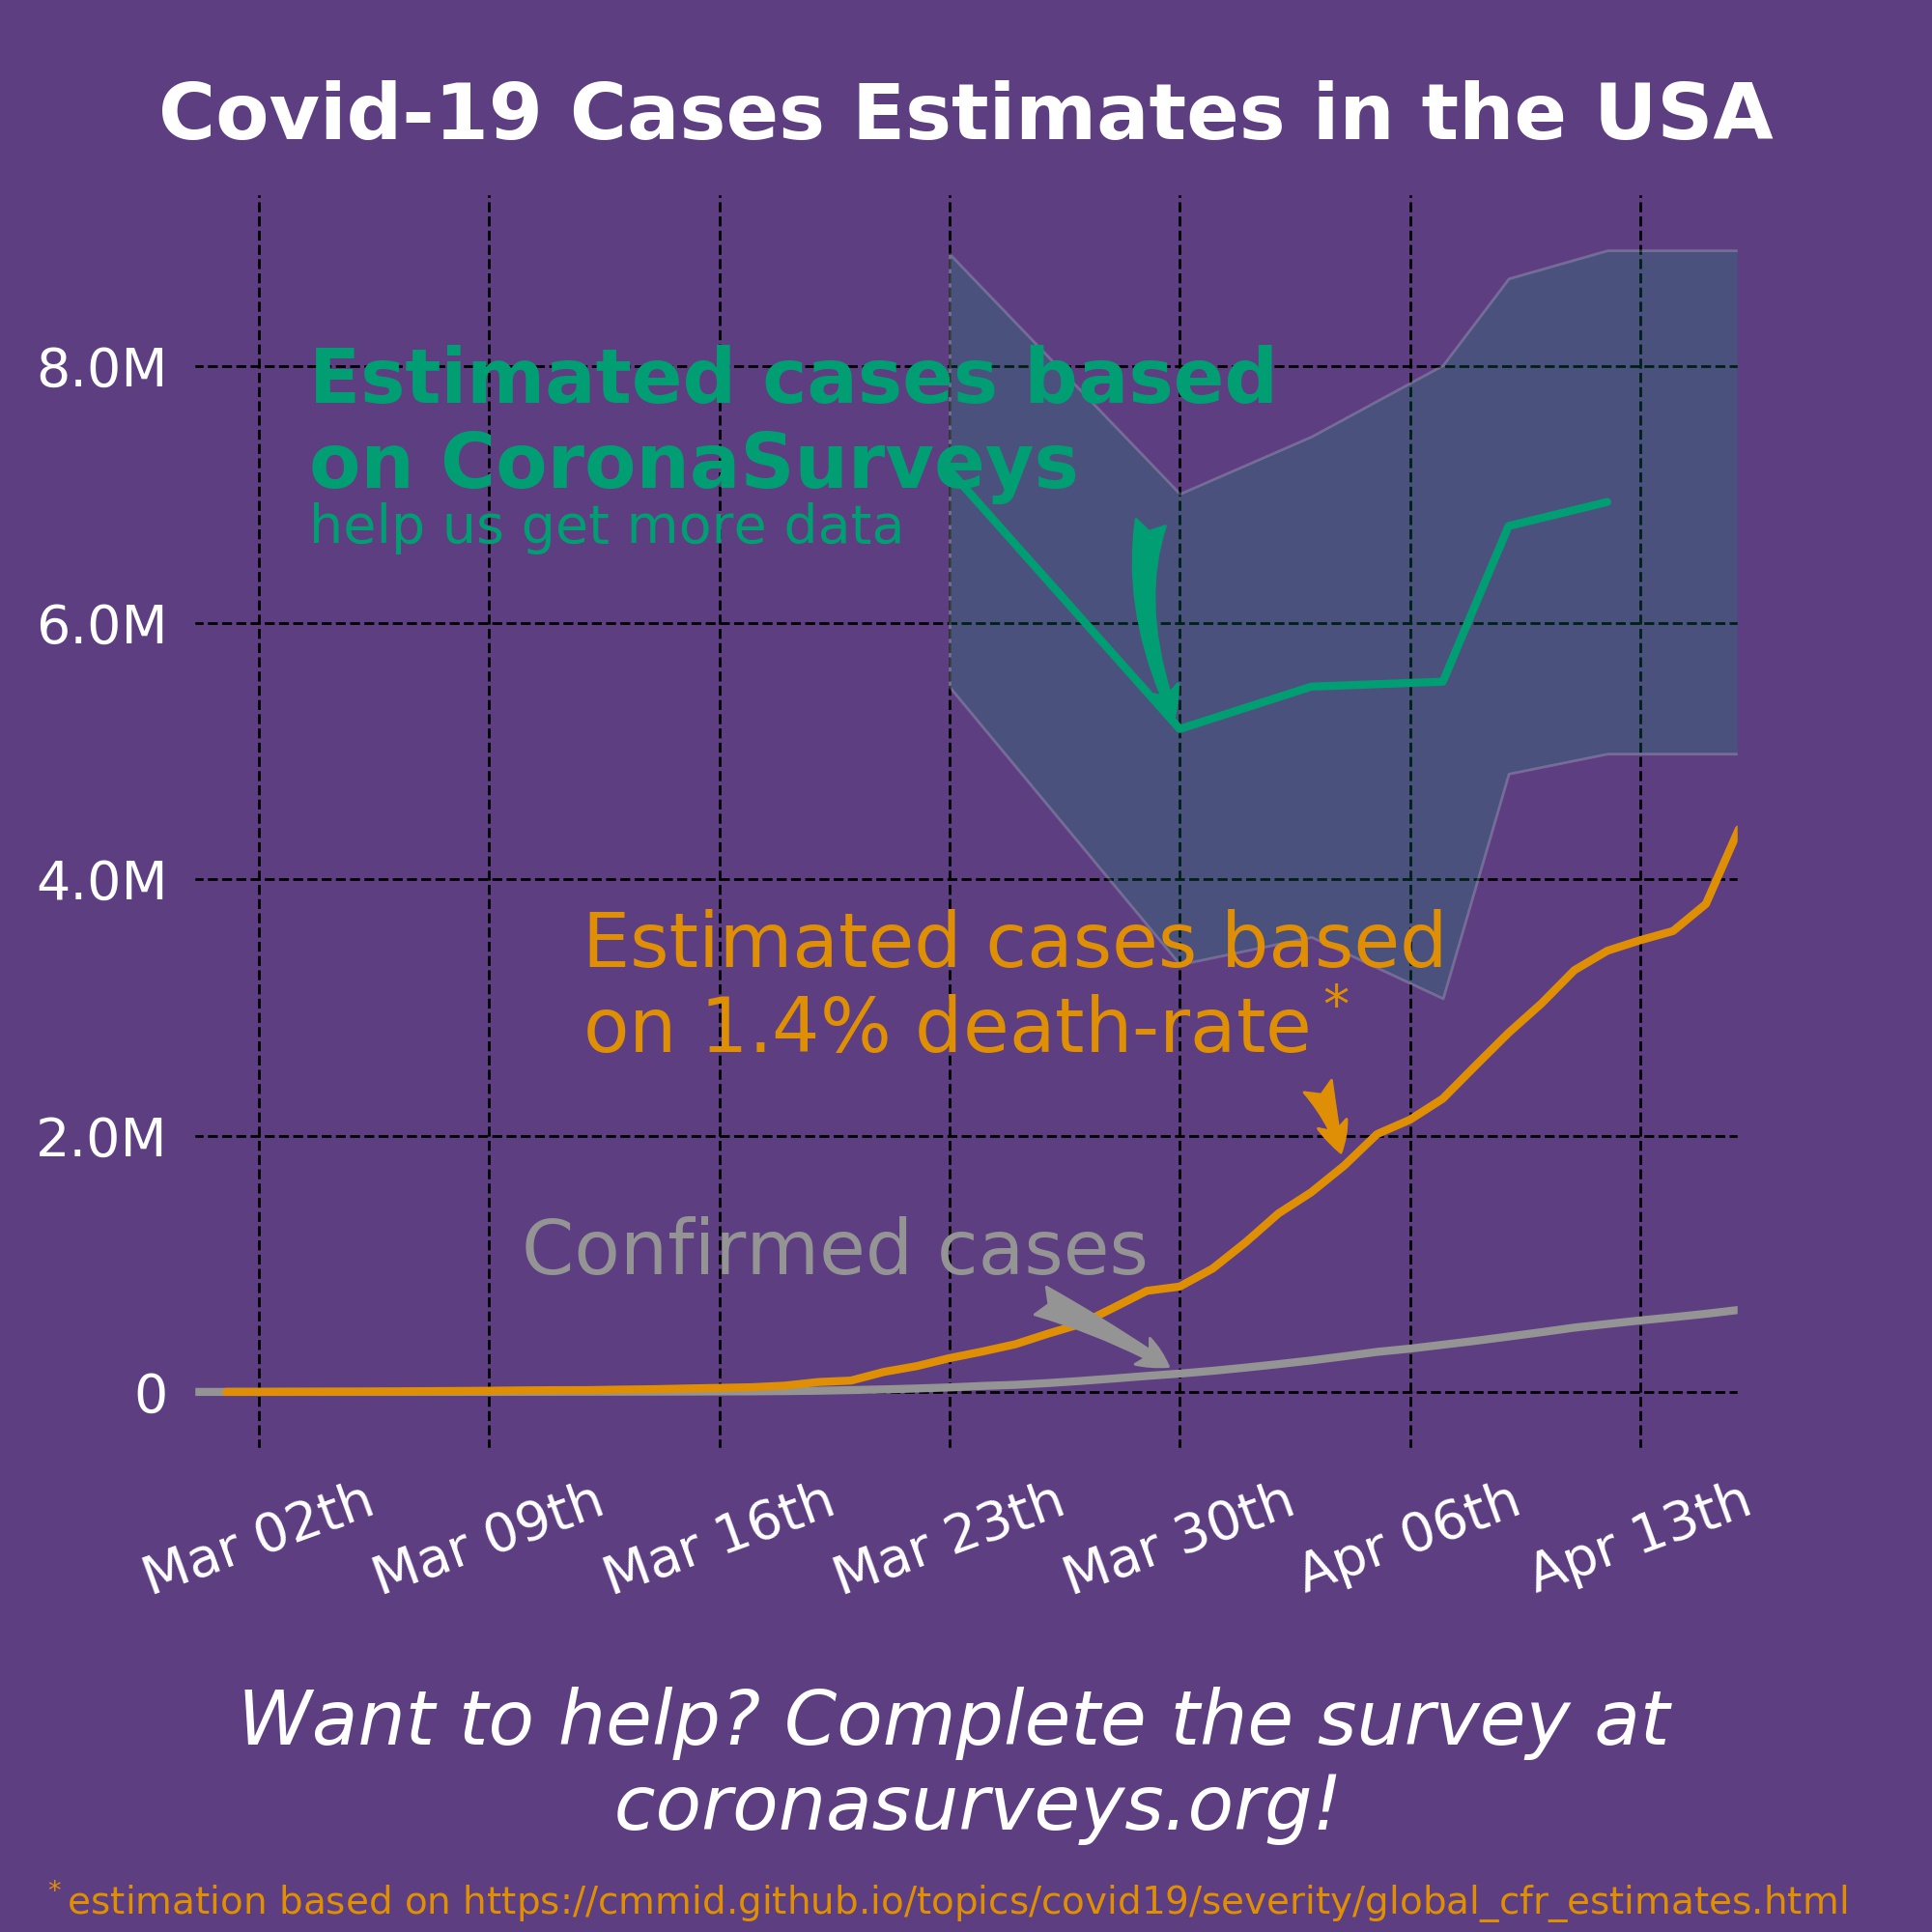 Covid-19 Cases Estimates in the USA
8.0M
6.0M
4.0M
2.0M
0
Estimated cases based
on CoronaSurveys
help us get more data
Estimated cases based
on 1.4% death-rate*
Confirmed cases
Mar 02th
Mar 09th
Mar 16th
Mar 23th
Mar 30th
Apr 06th
Apr 13th
Want to help? Complete the survey at
coronasurveys.org!
*estimation based on https://cmmid.github.io/topics/covid19/severity/global_cfr_estimates.html